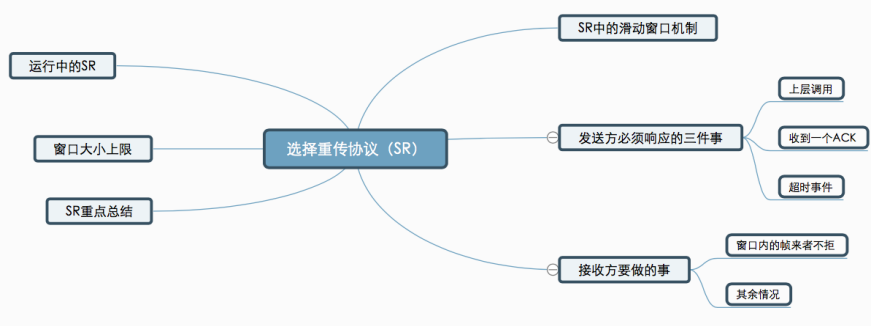 SR中的滑动窗口机制
运行中的SR
上层调用
发送方必须响应的三件事
收到一个ACK
窗口大小上限
选择重传协议（SR）
超时事件
SR重点总结
窗口内的帧来者不拒
接收方要做的事
其余情况